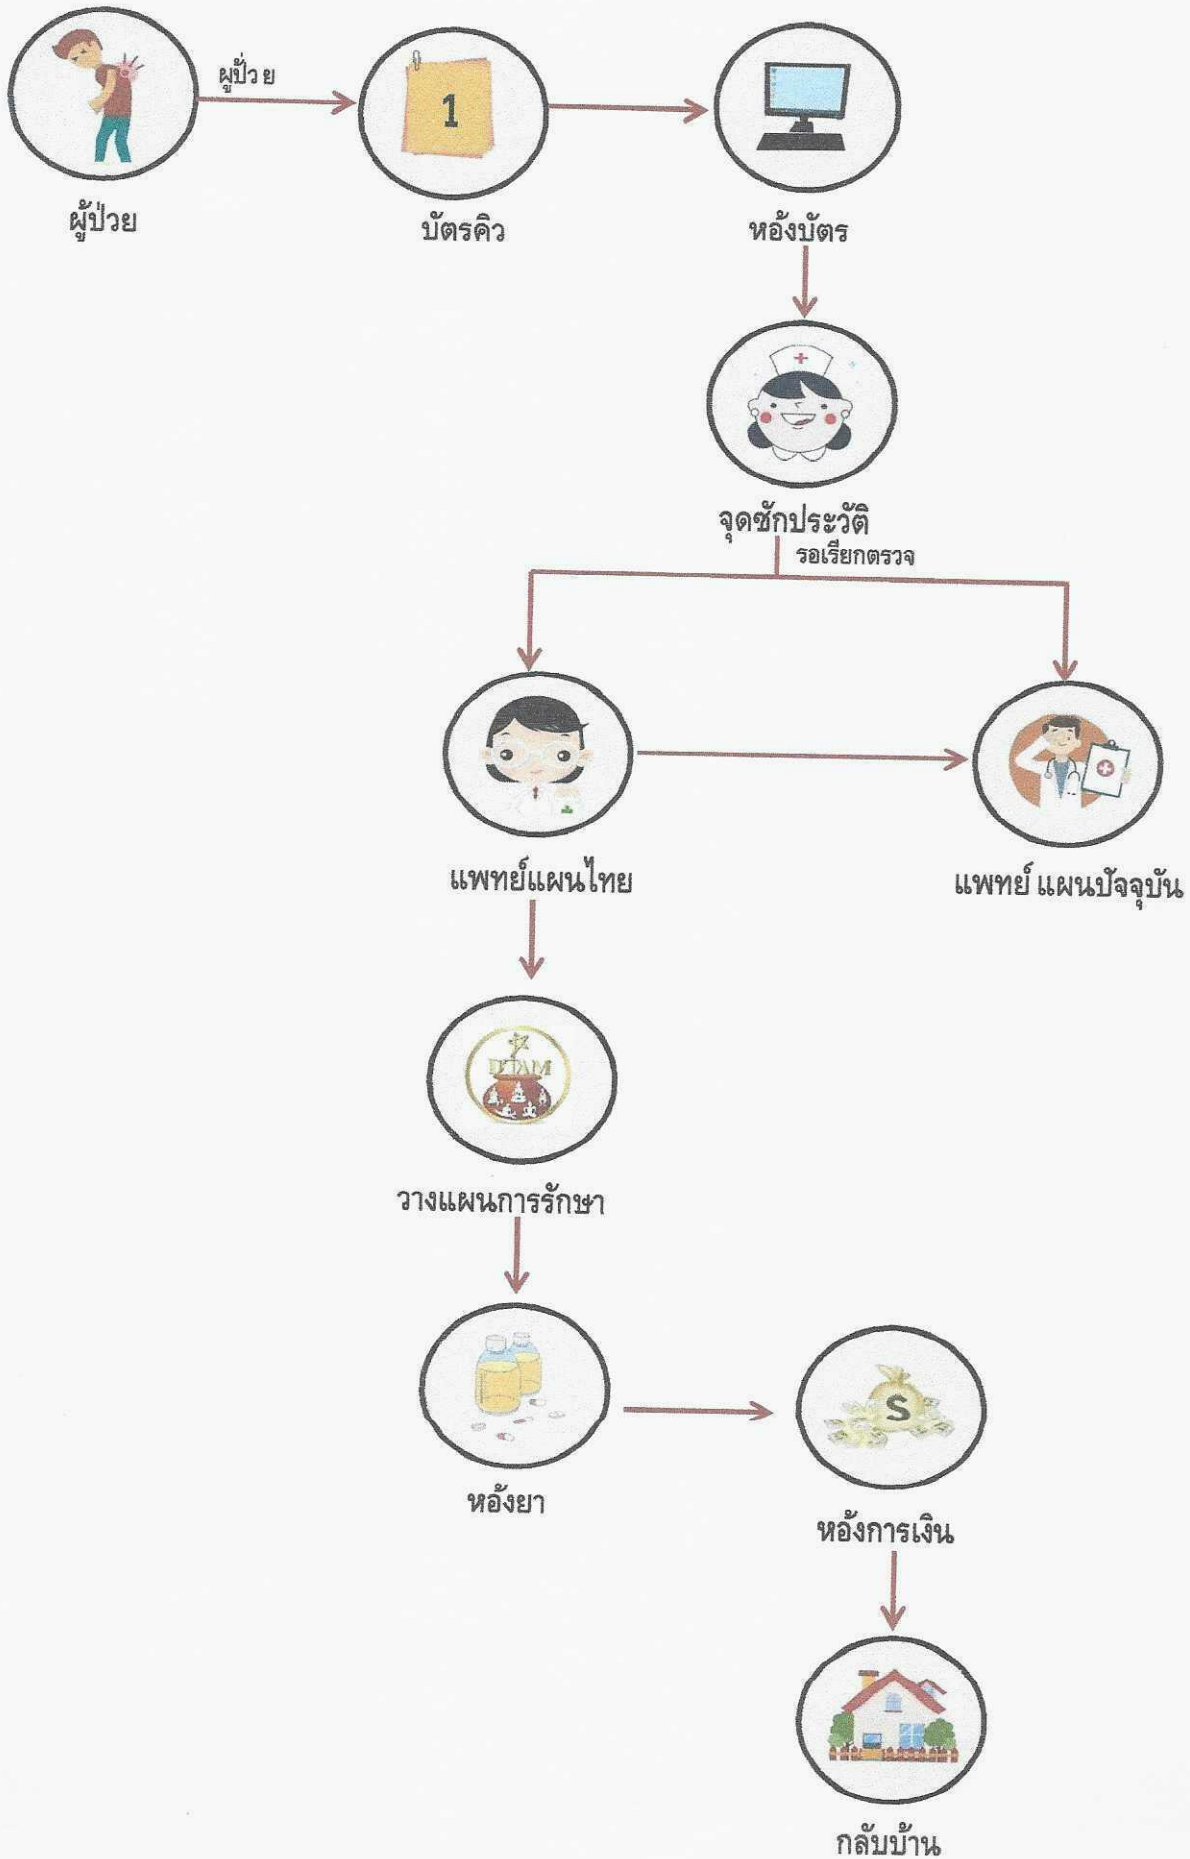 ผู้ป่วย
1
ผู้ป่วย
บัตรคิว
ห้องบัตร
จุดซักประวัติ
รอเรียกตรวจ
แพทย์แผนไทย
แพทย์ แผนปัจจุบัน
DTAM
วางแผนการรักษา
S
ห้องยา
ห้องการเงิน
กลับบ้าน